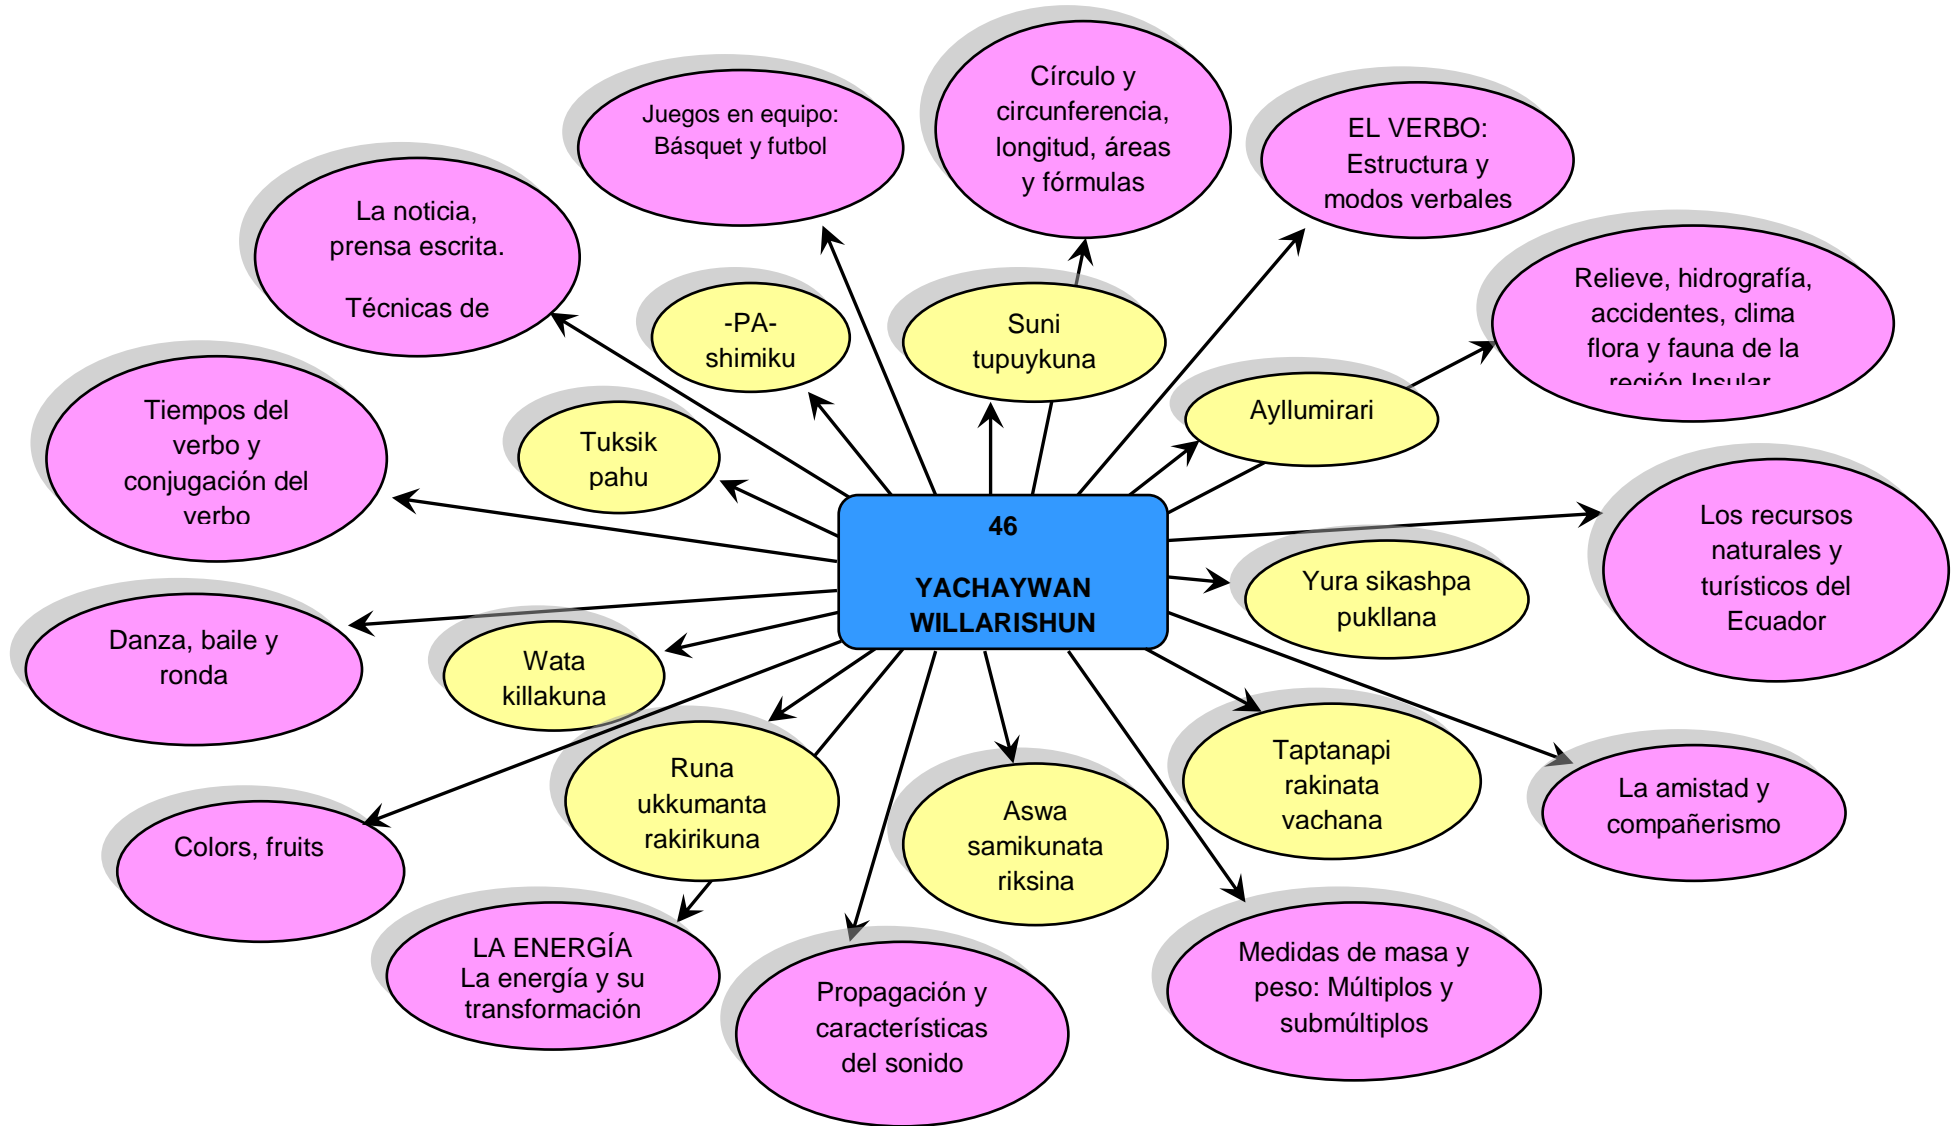 Juegos en equipo:
Básquet y futbol
Círculo y
circunferencia,
longitud, áreas
y fórmulas
EL VERBO:
Estructura y
modos verbales
La noticia,
prensa escrita.
Técnicas de
-PA-
shimiku
Suni
tupuykuna
Relieve, hidrografía,
accidentes, clima
flora y fauna de la
región Insular
Ayllumirari
Tiempos del
verbo y
conjugación del
verbo
Tuksik
pahu
46
YACHAYWAN
WILLARISHUN
Los recursos
naturales y
turísticos del
Ecuador
Yura sikashpa
pukllana
Danza, baile y
ronda
Wata
killakuna
Runa
ukkumanta
rakirikuna
Aswa
samikunata
riksina
Taptanapi
rakinata
vachana
La amistad y
compañerismo
Colors, fruits
LA ENERGÍA
La energía y su
transformación
Propagación y
características
del sonido
Medidas de masa y
peso: Múltiplos y
submúltiplos